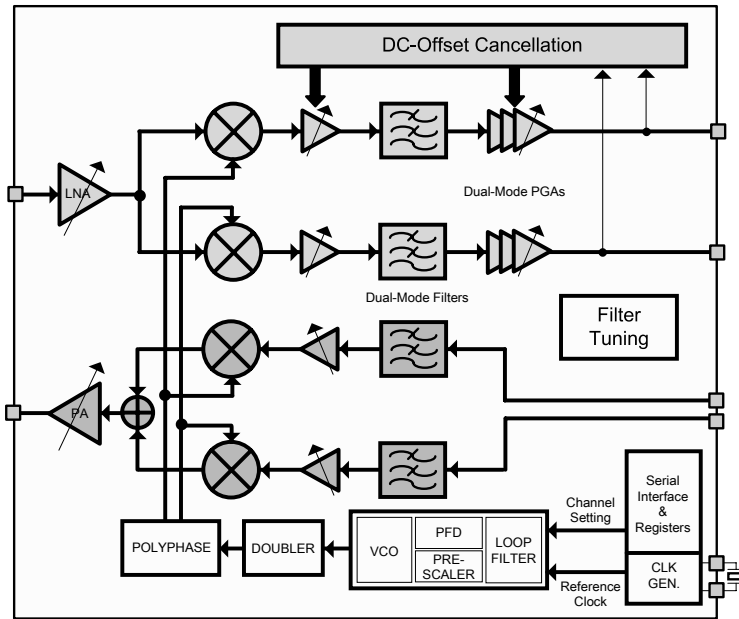 DC-Offset Cancellation
LNA
Dual-Mode PGAs
Dual-Mode Filters
Filter
Tuning
PA
Serial
Interface
&
Registers
Channel
Setting
POLYPHASE
DOUBLER
VCO
PFD
PRE-
SCALER
LOOP
FILTER
Reference
Clock
CLK
GEN.